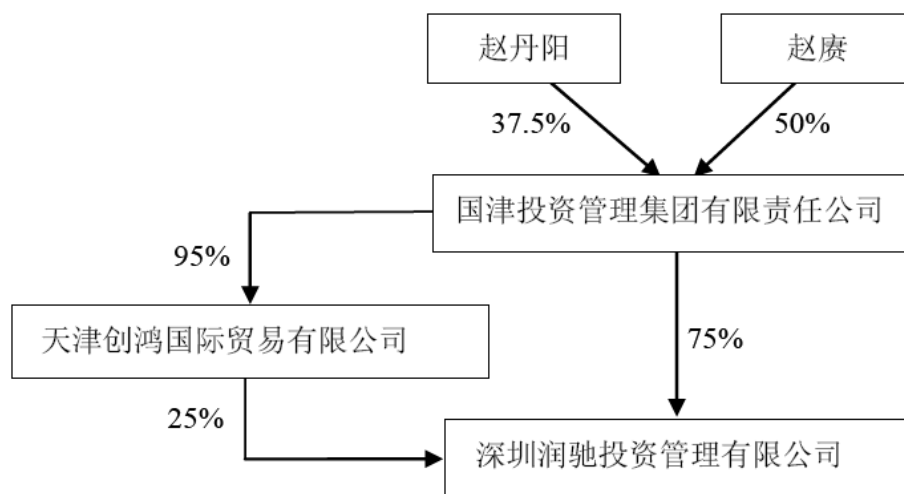 赵丹阳
赵赓
37.5%
50%
国津投资管理集团有限责任公司
95%
天津创鸿国际贸易有限公司
75%
25%
深圳润驰投资管理有限公司